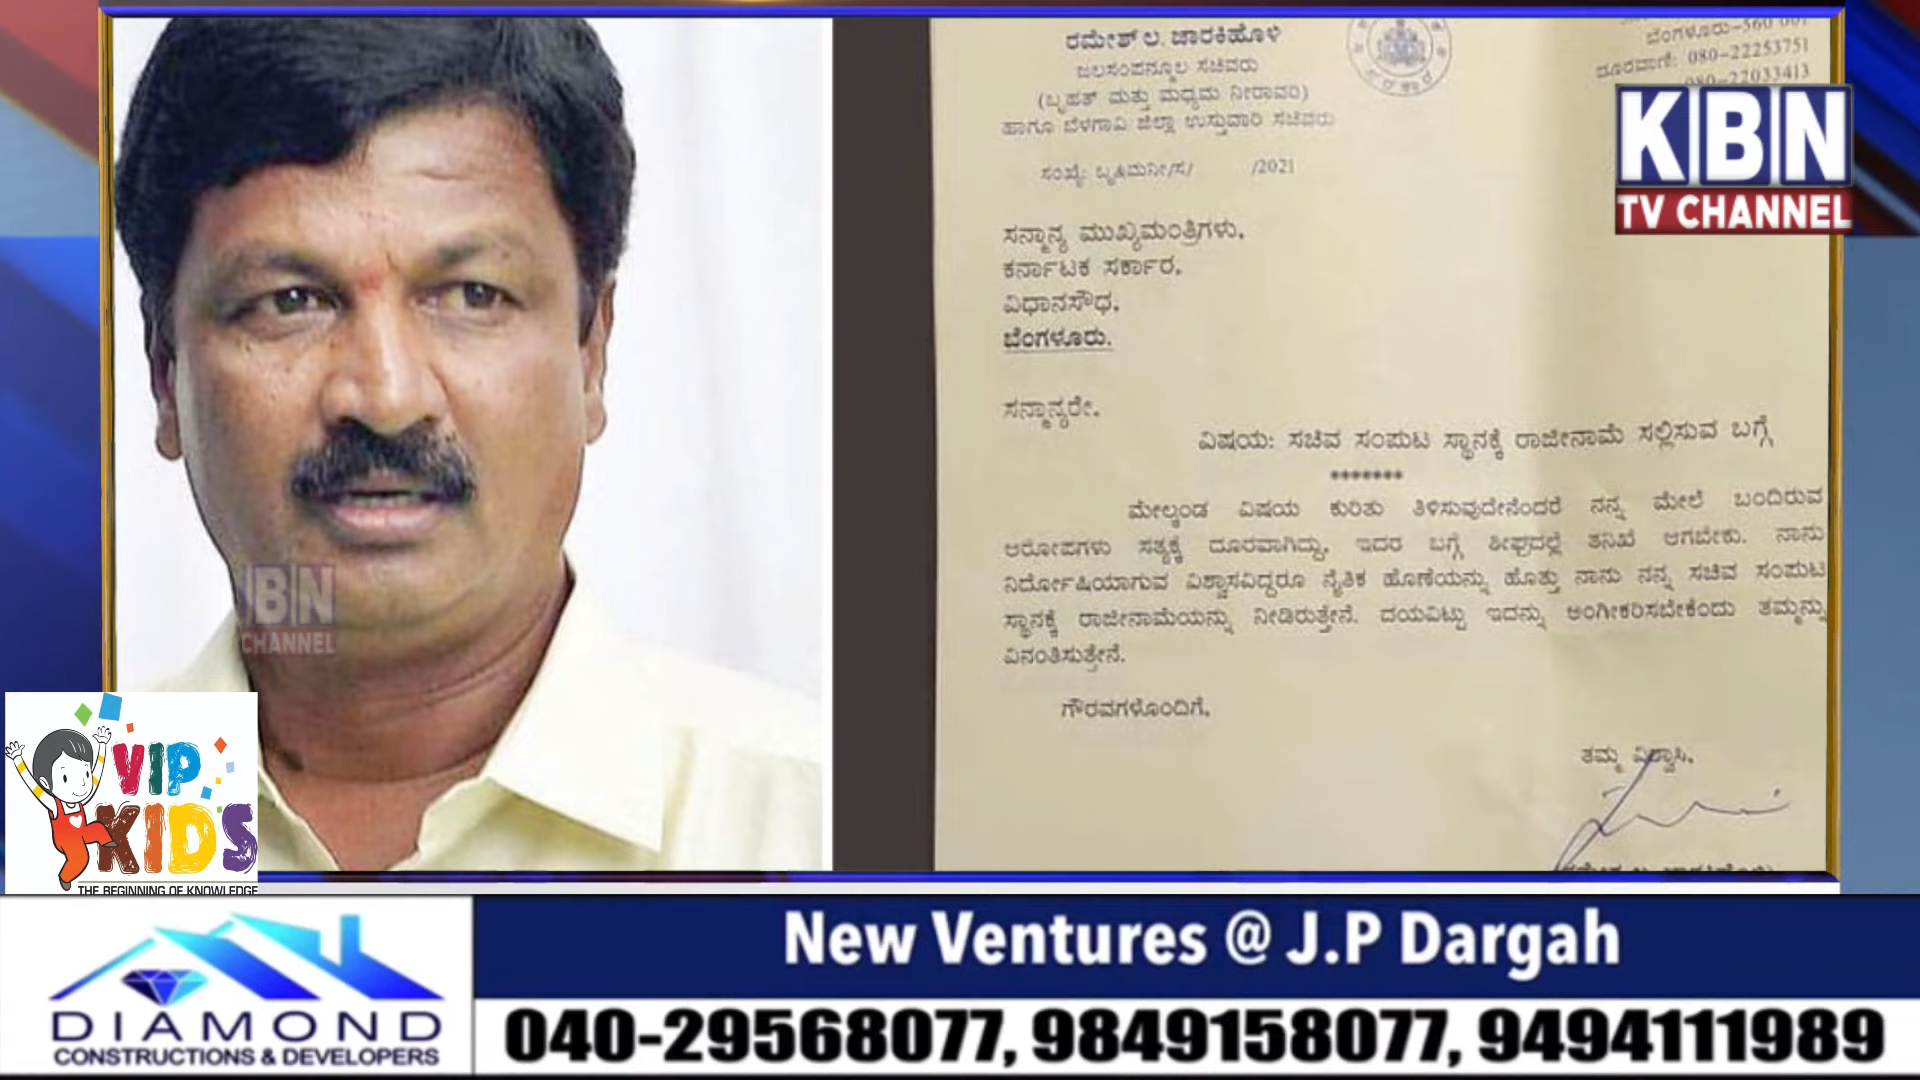 ರಮೇಶ್ ಲ. ಜಾರಕಿಹೊಳಿ
ಜಲಸಂಪನ್ಮೂಲ ಸಚಿವರು
(ಬೃಹತ್ ಮತ್ತು ಮಧ್ಯಮ ನೀರಾವರಿ)
ಹಾಗೂ ಬೆಳಗಾವಿ ಜಿಲ್ಲಾ ಉಸ್ತುವಾರಿ ಸಚಿವರು
ಬೆಂಗಳೂರು-560 001
ದೂರವಾಣಿ: 080-22253751
080-22033413
ಸಂಖ್ಯೆ: /2021
ಸನ್ಮಾನ್ಯ ಮುಖ್ಯಮಂತ್ರಿಗಳು,
ಕರ್ನಾಟಕ ಸರ್ಕಾರ,
ವಿಧಾನಸೌಧ,
ಬೆಂಗಳೂರು.
ಸನ್ಮಾನ್ಯರೇ,
ವಿಷಯ: ಸಚಿವ ಸಂಪುಟ ಸ್ಥಾನಕ್ಕೆ ರಾಜೀನಾಮೆ ಸಲ್ಲಿಸುವ ಬಗ್ಗೆ
*******
ಮೇಲ್ಕಂಡ ವಿಷಯ ಕುರಿತು ತಿಳಿಸುವುದೇನೆಂದರೆ ನನ್ನ ಮೇಲೆ ಬಂದಿರುವ
ಆರೋಪಗಳು ಸತ್ಯಕ್ಕೆ ದೂರವಾಗಿದ್ದು, ಇದರ ಬಗ್ಗೆ ಶೀಘ್ರದಲ್ಲೆ ತನಿಖೆ ಆಗಬೇಕು. ನಾನು
ನಿರ್ದೋಷಿಯಾಗುವ ವಿಶ್ವಾಸವಿದ್ದರೂ ನೈತಿಕ ಹೊಣೆಯನ್ನು ಹೊತ್ತು ನಾನು ನನ್ನ ಸಚಿವ ಸಂಪುಟ
ಸ್ಥಾನಕ್ಕೆ ರಾಜೀನಾಮೆಯನ್ನು ನೀಡಿರುತ್ತೇನೆ. ದಯವಿಟ್ಟು ಇದನ್ನು ಅಂಗೀಕರಿಸಬೇಕೆಂದು ತಮ್ಮನ್ನು
ವಿನಂತಿಸುತ್ತೇನೆ.
ಗೌರವಗಳೊಂದಿಗೆ,
ತಮ್ಮ ವಿಶ್ವಾಸಿ,
KBN
TV CHANNEL
BN
CHANNEL
VIP
KIDS
THE BEGINNING OF KNOWLEDGE
DIAMOND
CONSTRUCTIONS & DEVELOPERS
New Ventures @ J.P Dargah
040-29568077, 9849158077, 9494111989